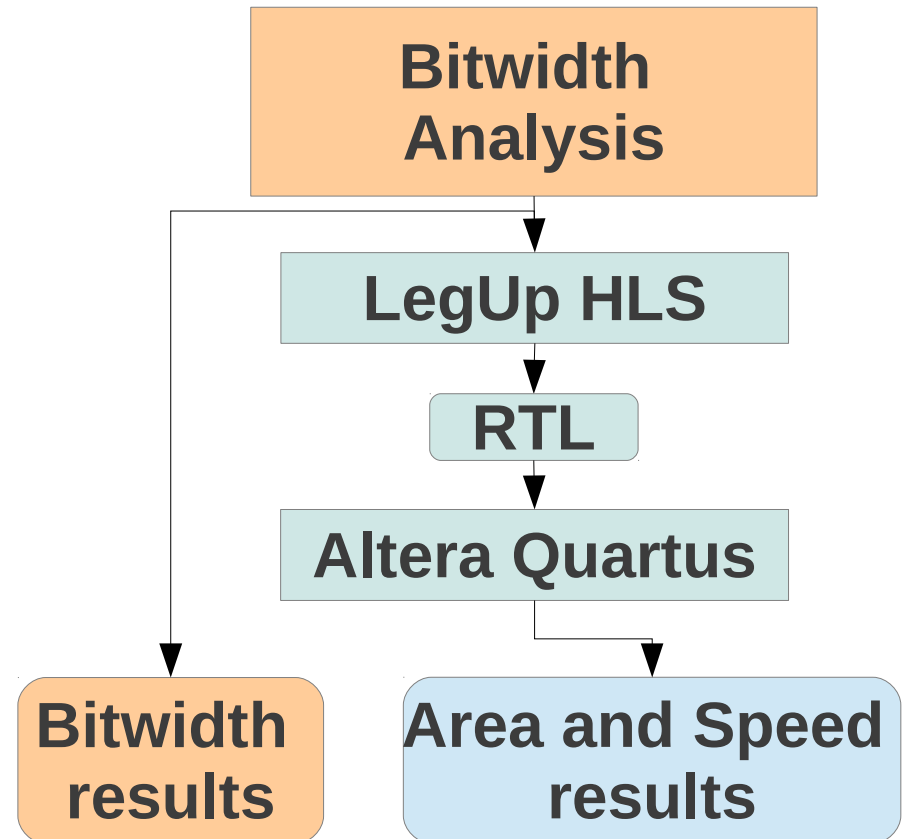 Bitwidth
Analysis
LegUp HLS
RTL
Altera Quartus
Bitwidth
results
Area and Speed
results